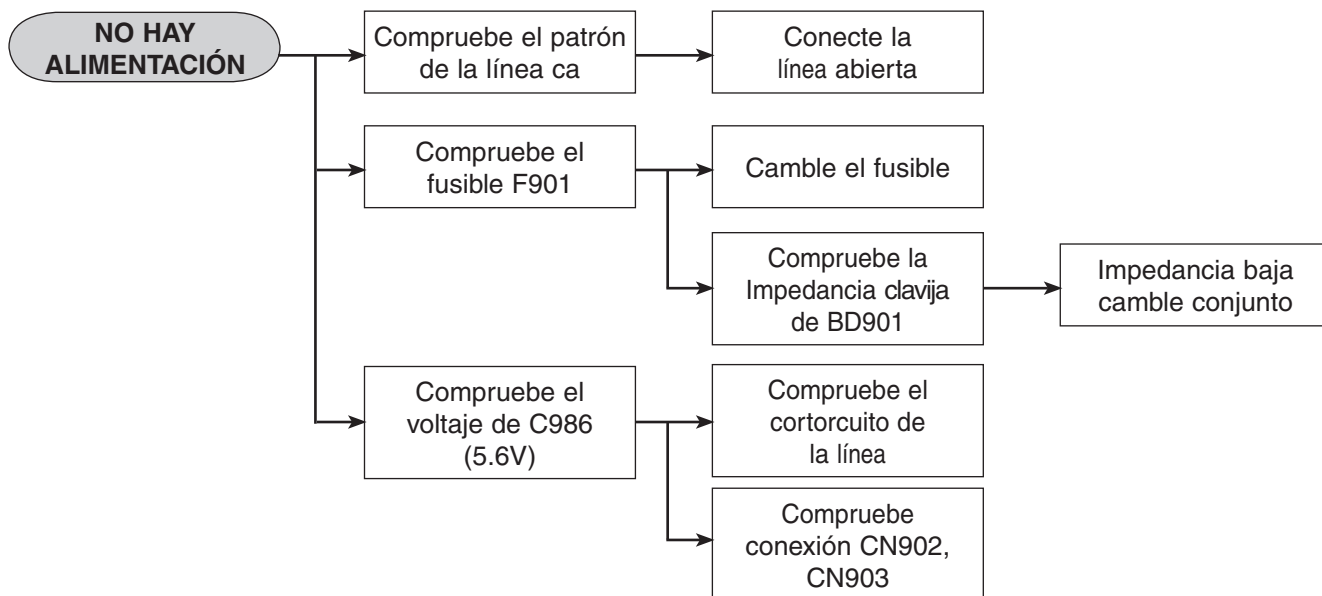 NO HAY
ALIMENTACIÓN
Compruebe el patrón
de la línea ca
Conecte la
línea abierta
Compruebe el
fusible F901
Camble el fusible
Compruebe la
Impedancia clavija
de BD901
Impedancia baja
camble conjunto
Compruebe el
voltaje de C986
(5.6V)
Compruebe el
cortorcuito de
la línea
Compruebe
conexión CN902,
CN903